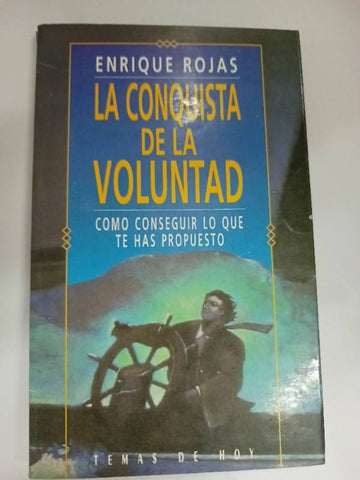 ENRIQUE ROJAS
LA CONQUISTA
DE LA
VOLUNTAD
COMO CONSEGUIR LO QUE
TE HAS PROPUESTO
TEMAS DE HOY